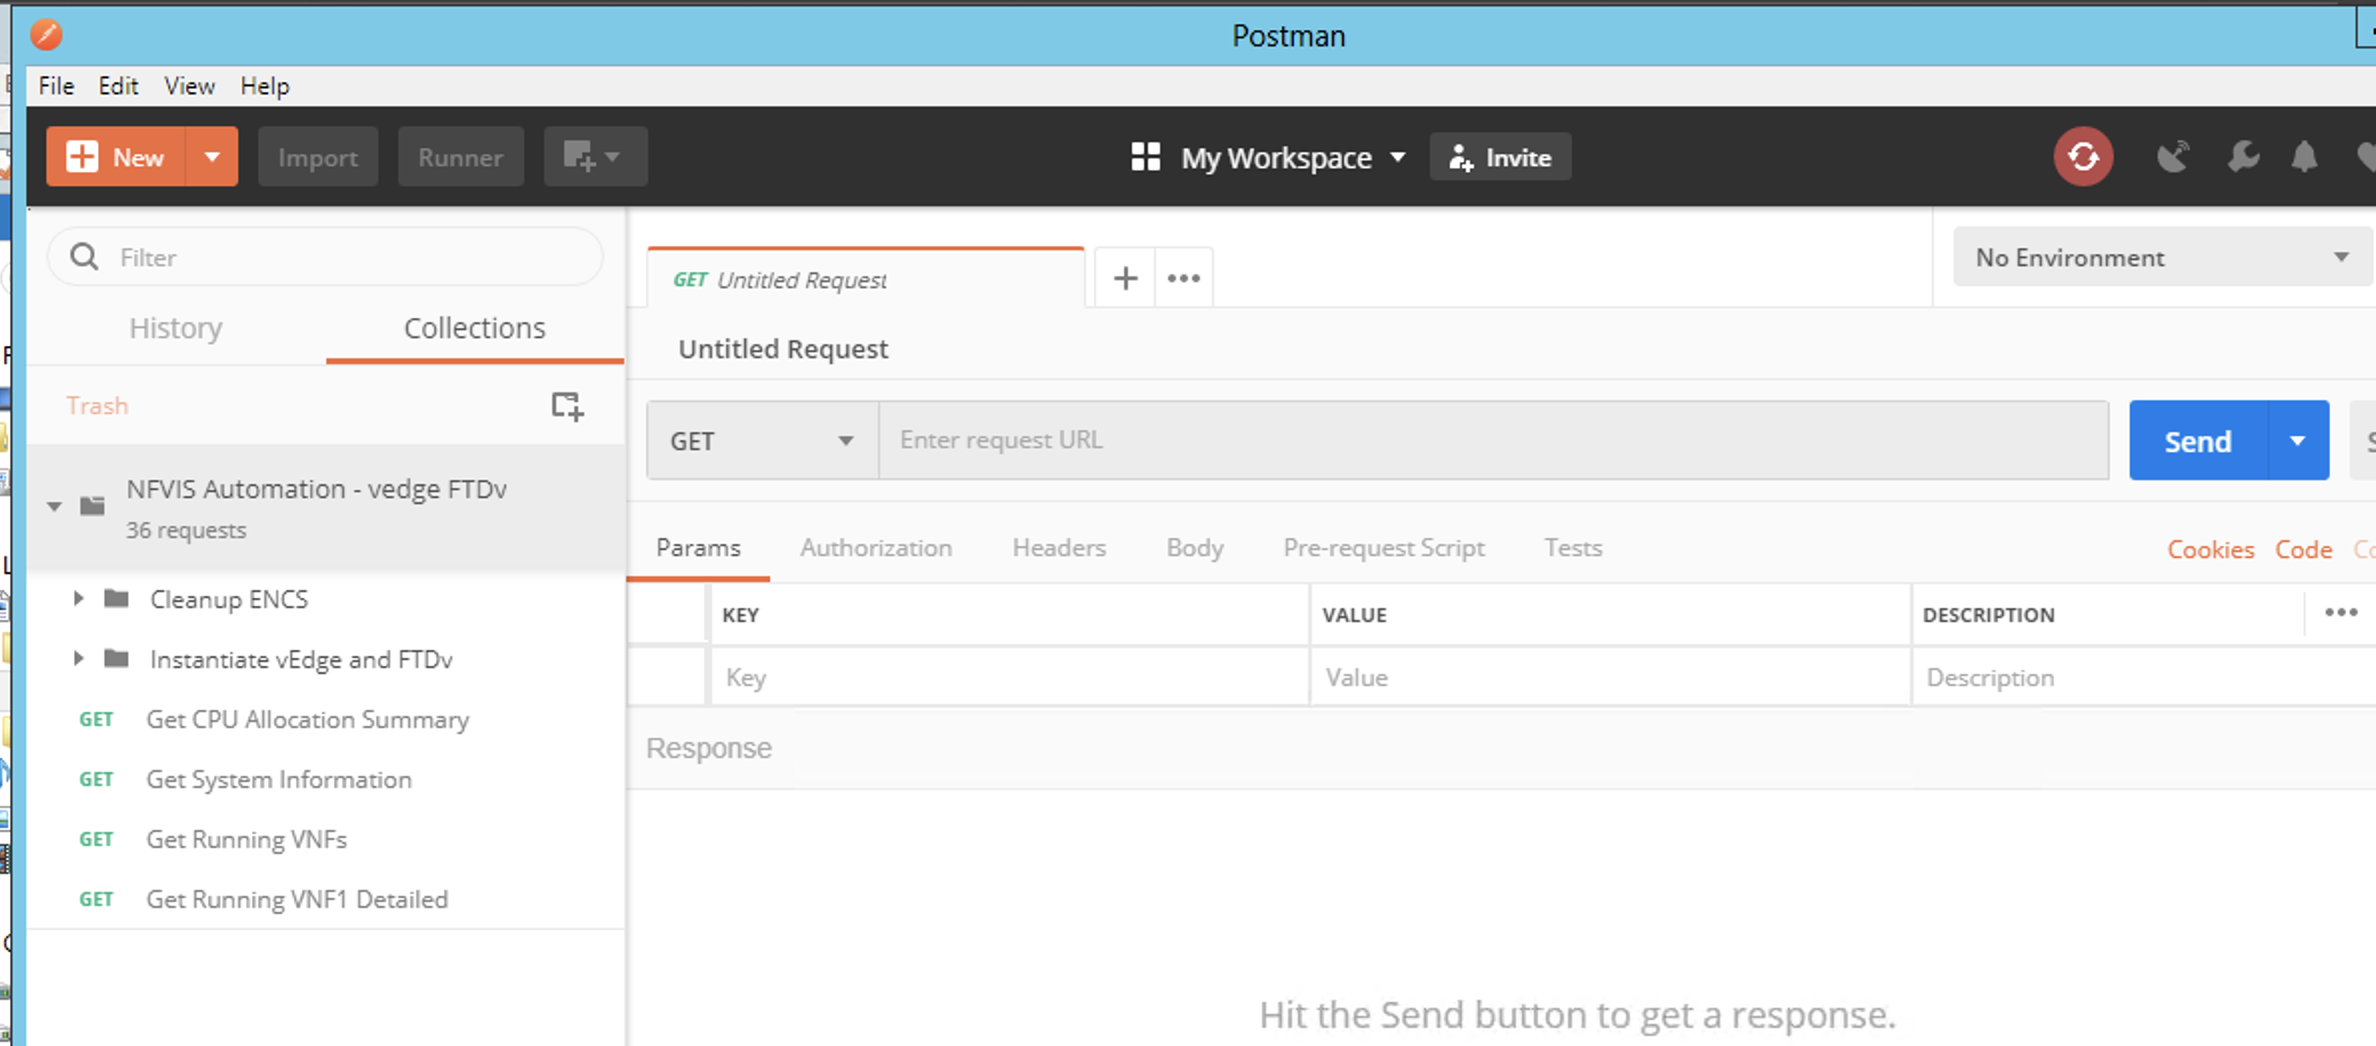 Postman
File Edit View Help
New Import Runner My Workspace Invite
Filter
History Collections
Trash
NFVIS Automation - vedge FTDv
36 requests
Cleanup ENCS
Instantiate vEdge and FTDv
GET Get CPU Allocation Summary
GET Get System Information
GET Get Running VNFs
GET Get Running VNF1 Detailed
GET Untitled Request
No Environment
Untitled Request
GET Enter request URL Send
Params Authorization Headers Body Pre-request Script Tests Cookies Code
KEY VALUE DESCRIPTION
Key Value Description
Response
Hit the Send button to get a response.